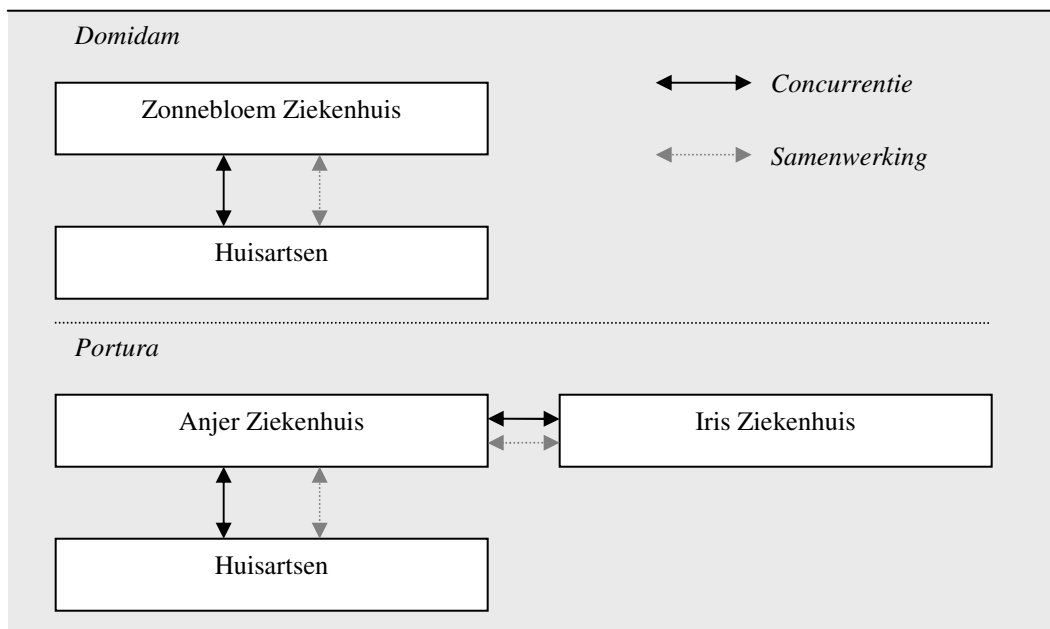 Domidam
Zonnebloem Ziekenhuis
Concurrentie
Samenwerking
Huisartsen
Portura
Anjer Ziekenhuis
Iris Ziekenhuis
Huisartsen